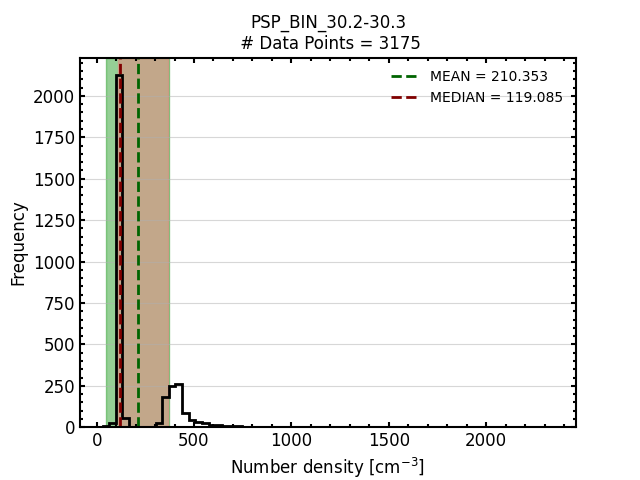 PSP_BIN_30.2-30.3
# Data Points = 3175
MEAN = 210.353
MEDIAN = 119.085
Frequency
2000
1750
1500
1250
1000
750
500
250
0
0 500 1000 1500 2000
Number density [cm⁻³]